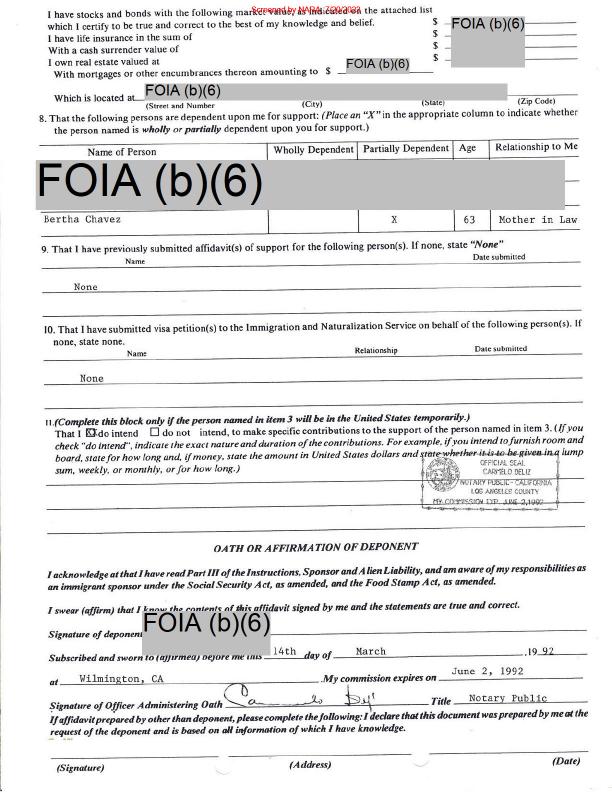 I have stocks and bonds with the following market value, as indicated on the attached list
Screened by NARA, 7/20/2023
which I certify to be true and correct to the best of my knowledge and belief. $ FOIA (b)(6)
I have life insurance in the sum of $
With a cash surrender value of $
I own real estate valued at $
With mortgages or other encumbrances thereon amounting to $ FOIA (b)(6)
Which is located at FOIA (b)(6)
(Street and Number) (City) (State) (Zip Code)
8. That the following persons are dependent upon me for support: (Place an "X" in the appropriate column to indicate whether
the person named is wholly or partially dependent upon you for support.)
Name of Person Wholly Dependent Partially Dependent Age Relationship to Me
FOIA (b)(6)
Bertha Chavez X 63 Mother in Law
9. That I have previously submitted affidavit(s) of support for the following person(s). If none, state "None"
Name Date submitted
None
10. That I have submitted visa petition(s) to the Immigration and Naturalization Service on behalf of the following person(s). If
none, state none.
Name Relationship Date submitted
None
11.(Complete this block only if the person named in item 3 will be in the United States temporarily.)
That I ☒ do intend ☐ do not intend, to make specific contributions to the support of the person named in item 3. (If you
check "do intend", indicate the exact nature and duration of the contributions. For example, if you intend to furnish room and
board, state for how long and, if money, state the amount in United States dollars and state whether it is to be given in a lump
sum, weekly, or monthly, or for how long.)
OFFICIAL SEAL
CARMELO DELIZ
NOTARY PUBLIC - CALIFORNIA
LOS ANGELES COUNTY
MY COMMISSION EXP. JUNE 2, 1992
OATH OR AFFIRMATION OF DEPONENT
I acknowledge at that I have read Part III of the Instructions, Sponsor and Alien Liability, and am aware of my responsibilities as
an immigrant sponsor under the Social Security Act, as amended, and the Food Stamp Act, as amended.
I swear (affirm) that I know the contents of this affidavit signed by me and the statements are true and correct.
Signature of deponent FOIA (b)(6)
Subscribed and sworn to (affirmed) before me this 14th day of March ,19 92
at Wilmington, CA .My commission expires on June 2, 1992
Signature of Officer Administering Oath Title Notary Public
If affidavit prepared by other than deponent, please complete the following: I declare that this document was prepared by me at the
request of the deponent and is based on all information of which I have knowledge.
(Signature) (Address) (Date)